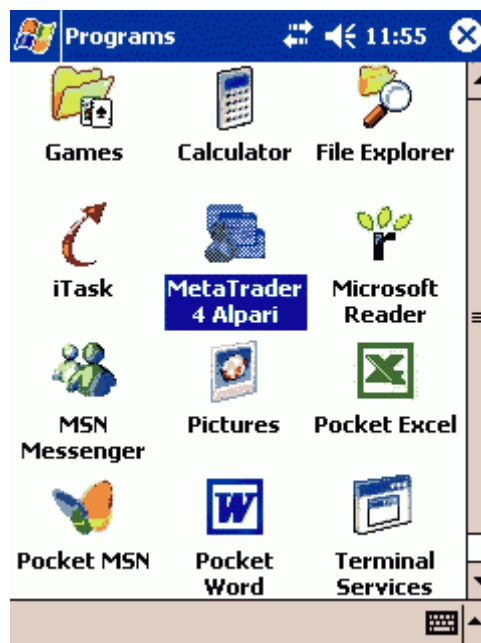 Programs 11:55
Games Calculator File Explorer
iTask MetaTrader Microsoft
4 Alpari Reader
MSN Pictures Pocket Excel
Messenger
Pocket MSN Pocket Terminal
Word Services